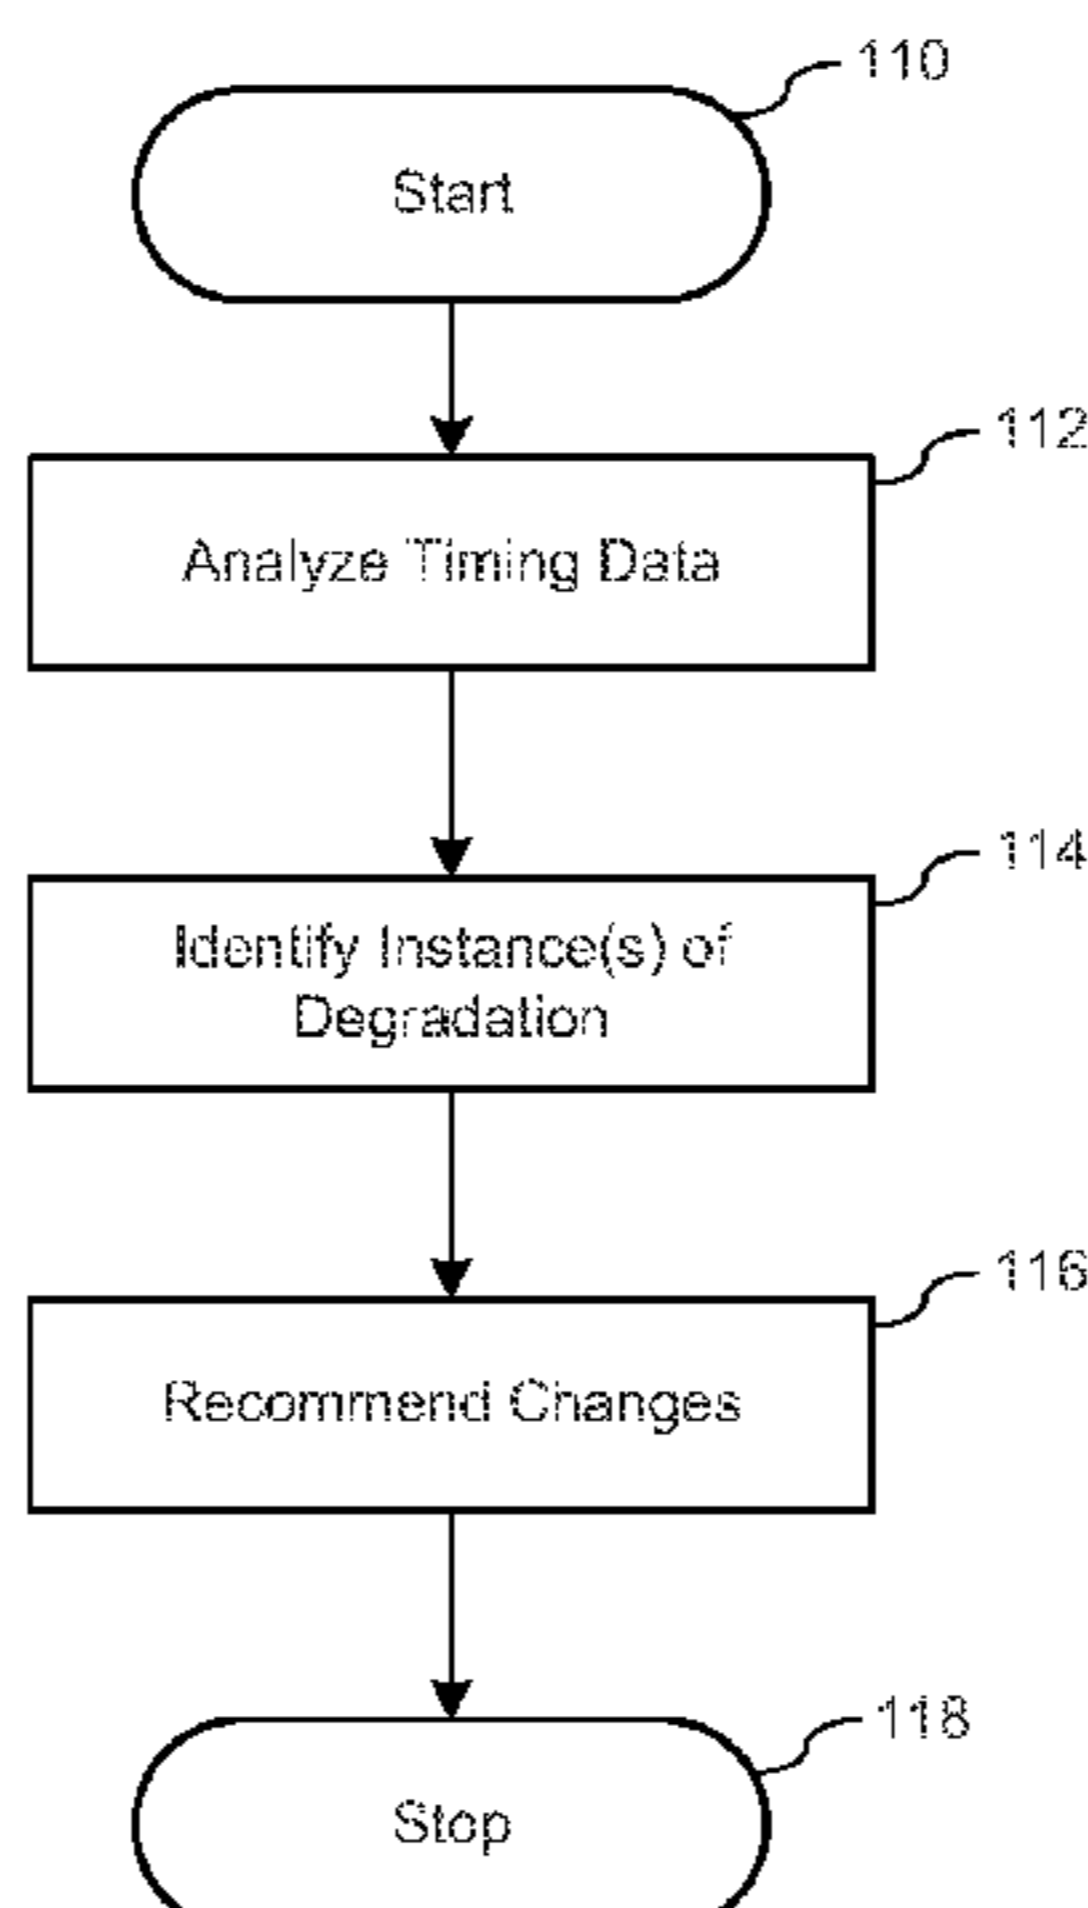 110
Start
112
Analyze Timing Data
114
Identify Instance(s) of
Degradation
116
Recommend Changes
118
Stop